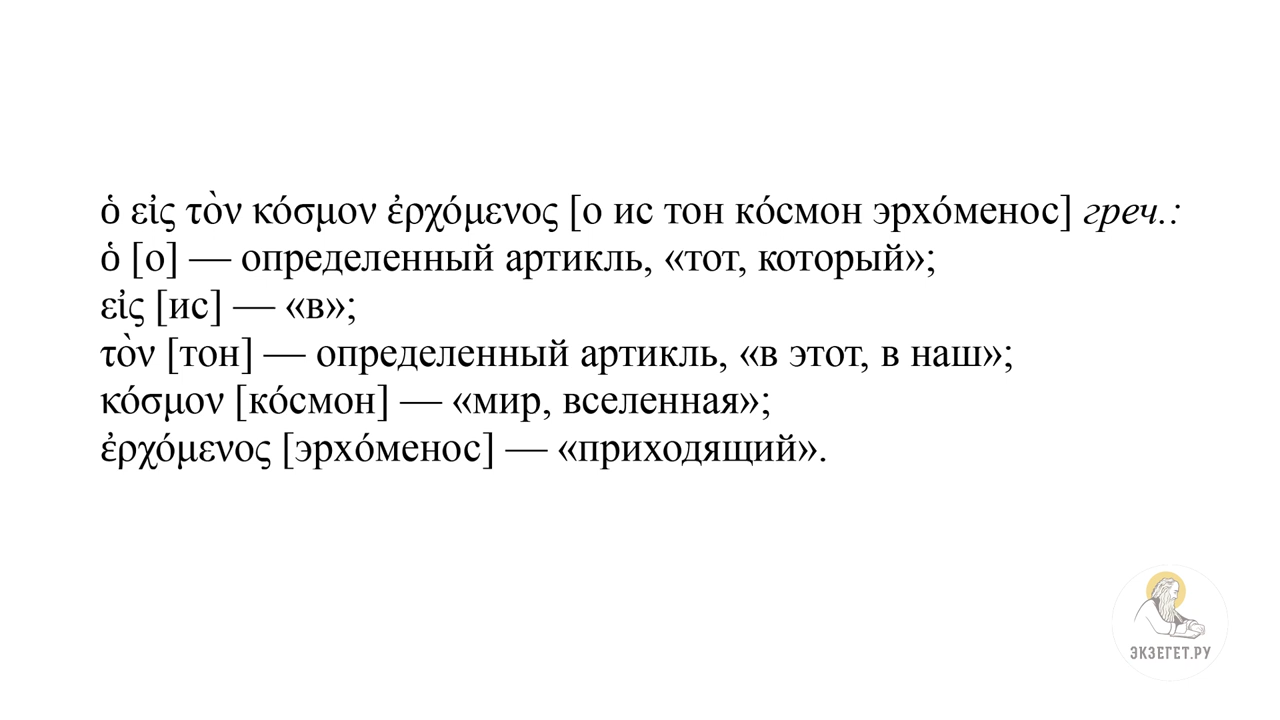 ὁ εἰς τὸν κόσμον ἐρχόμενος [о ис тон ко́смон эрхо́менос] греч.:
ὁ [о] — определенный артикль, «тот, который»;
εἰς [ис] — «в»;
τὸν [тон] — определенный артикль, «в этот, в наш»;
κόσμον [ко́смон] — «мир, вселенная»;
ἐρχόμενος [эрхо́менос] — «приходящий».
ЭКЗЕГЕТ.РУ